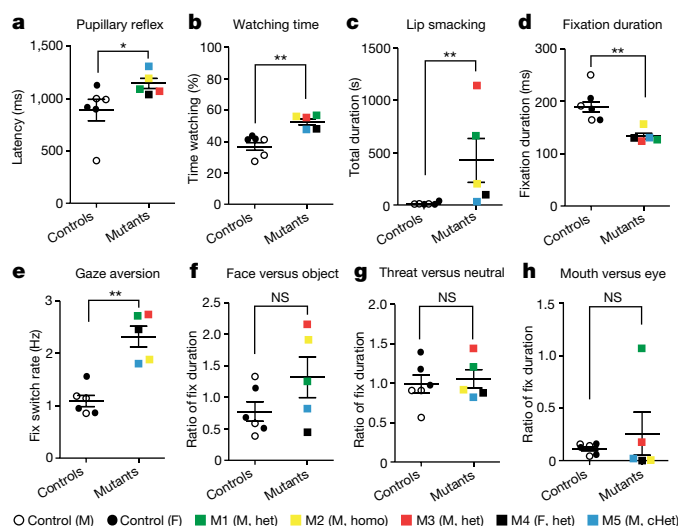 a Pupillary reflex
Latency (ms)
1,500
1,000
500
0
*
Controls
Mutants
b Watching time
Time watching (%)
100
80
60
40
20
0
**
Controls
Mutants
c Lip smacking
Total duration (s)
1500
1000
500
0
**
Controls
Mutants
d Fixation duration
Fixation duration (ms)
300
200
100
0
**
Controls
Mutants
e Gaze aversion
Fix switch rate (Hz)
3
2
1
0
**
Controls
Mutants
f Face versus object
Ratio of fix duration
2.5
2.0
1.5
1.0
0.5
0
NS
Controls
Mutants
g Threat versus neutral
Ratio of fix duration
2.0
1.5
1.0
0.5
0
NS
Controls
Mutants
h Mouth versus eye
Ratio of fix duration
1.5
1.0
0.5
0
NS
Controls
Mutants
Control (M) Control (F) M1 (M, het) M2 (M, homo) M3 (M, het) M4 (F, het) M5 (M, cHet)